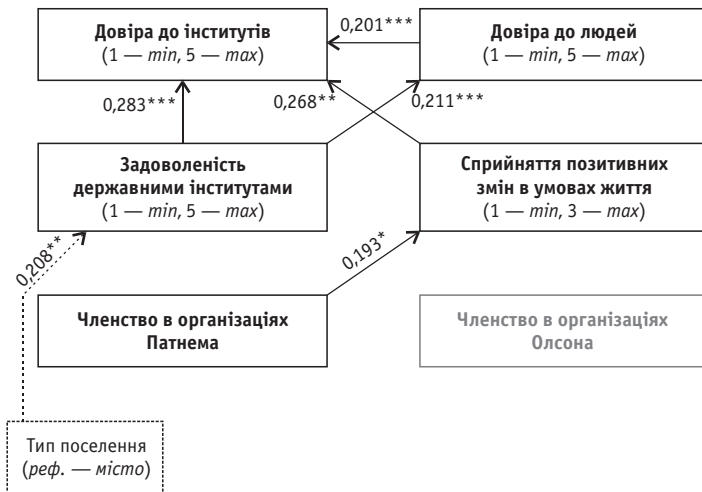 Довіра до інститутів
(1 — min, 5 — max)
0,201***
Довіра до людей
(1 — min, 5 — max)
0,283***
0,268**
0,211***
Задоволеність
державними інститутами
(1 — min, 5 — max)
Сприйняття позитивних
змін в умовах життя
(1 — min, 3 — max)
0,208**
0,193*
Членство в організаціях
Патнема
Членство в організаціях
Олсона
Тип поселення
(реф. — місто)